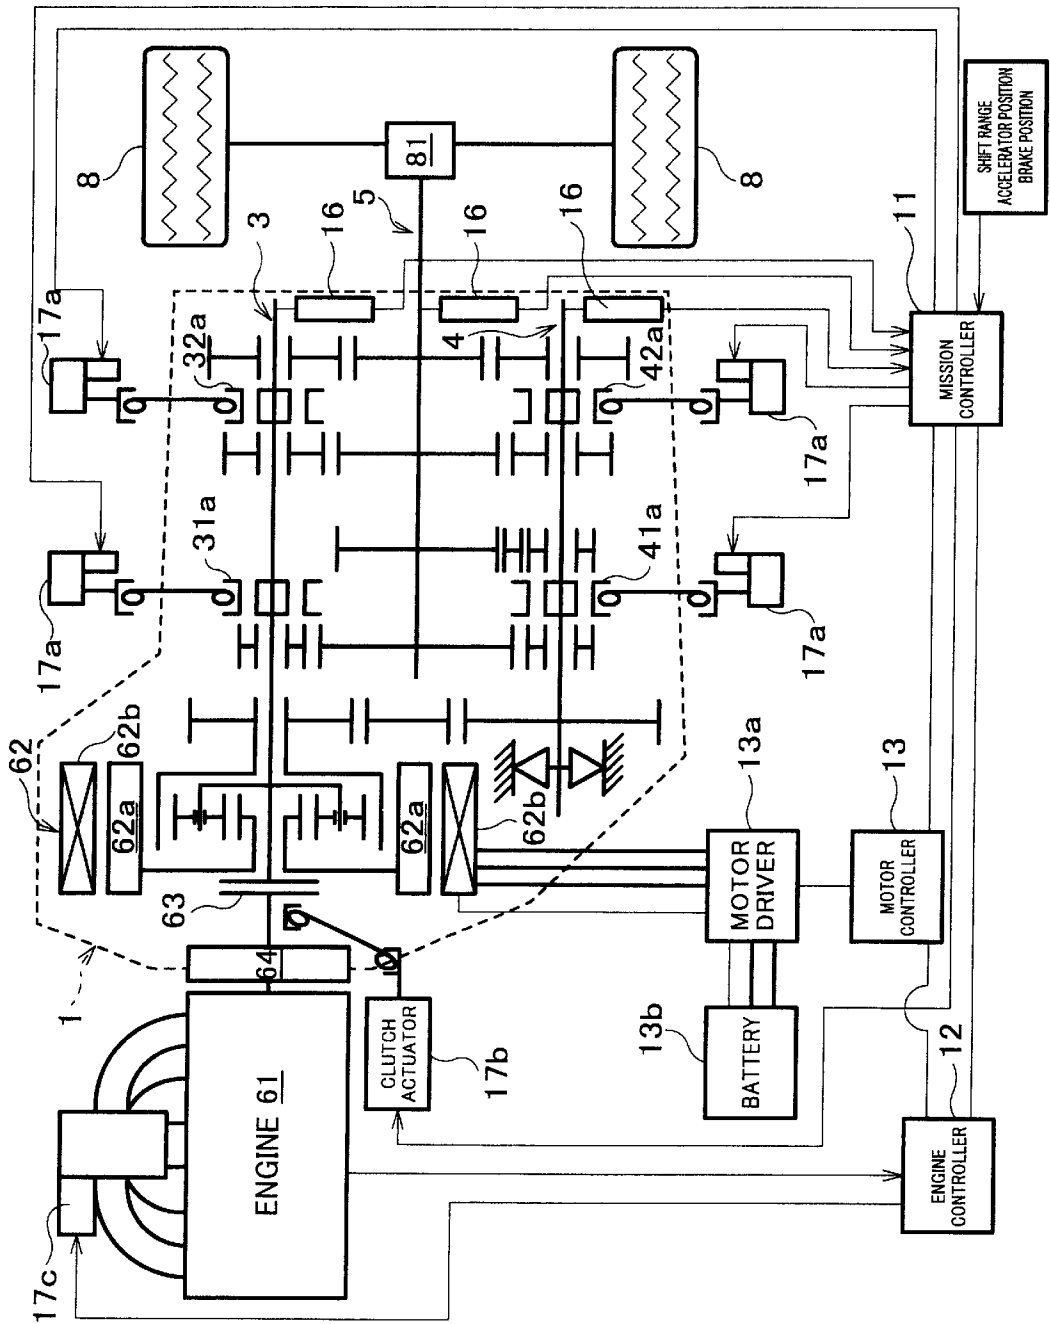 17c
ENGINE 61
1
64
CLUTCH
ACTUATOR
17b
63
62
62b
62a
62a
62b
17a
17a
31a
32a
3
16
5
16
4
16
41a
42a
17a
17a
8
81
8
BATTERY
13b
MOTOR
DRIVER
13a
MOTOR
CONTROLLER
13
ENGINE
CONTROLLER
12
MISSION
CONTROLLER
11
SHIFT RANGE
ACCELERATOR POSITION
BRAKE POSITION